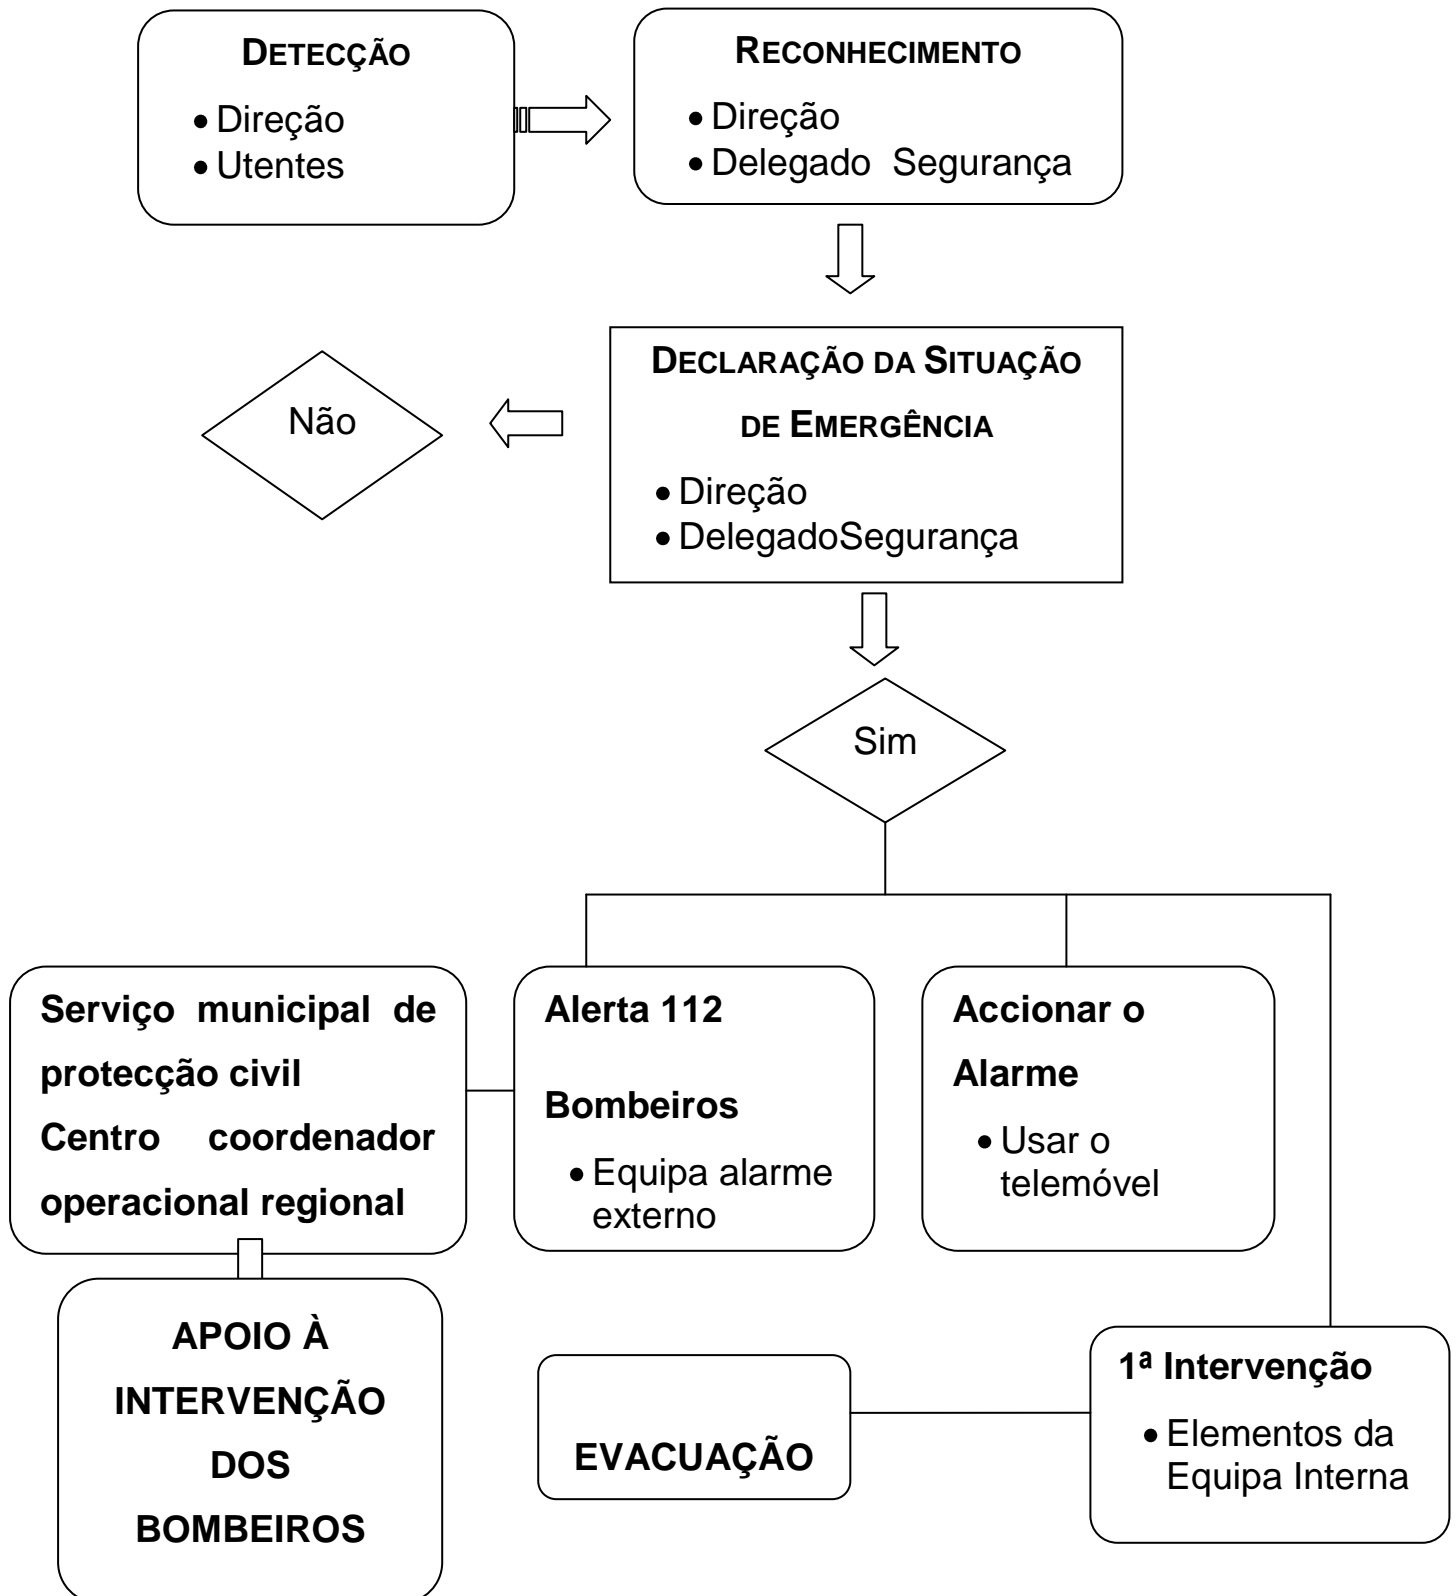 DETECÇÃO
• Direção
• Utentes
RECONHECIMENTO
• Direção
• Delegado Segurança
DECLARAÇÃO DA SITUAÇÃO
DE EMERGÊNCIA
• Direção
• DelegadoSegurança
Não
Sim
Serviço municipal de
protecção civil
Centro coordenador
operacional regional
Alerta 112
Bombeiros
• Equipa alarme
externo
Accionar o
Alarme
• Usar o
telemóvel
APOIO À
INTERVENÇÃO
DOS
BOMBEIROS
EVACUAÇÃO
1ª Intervenção
• Elementos da
Equipa Interna